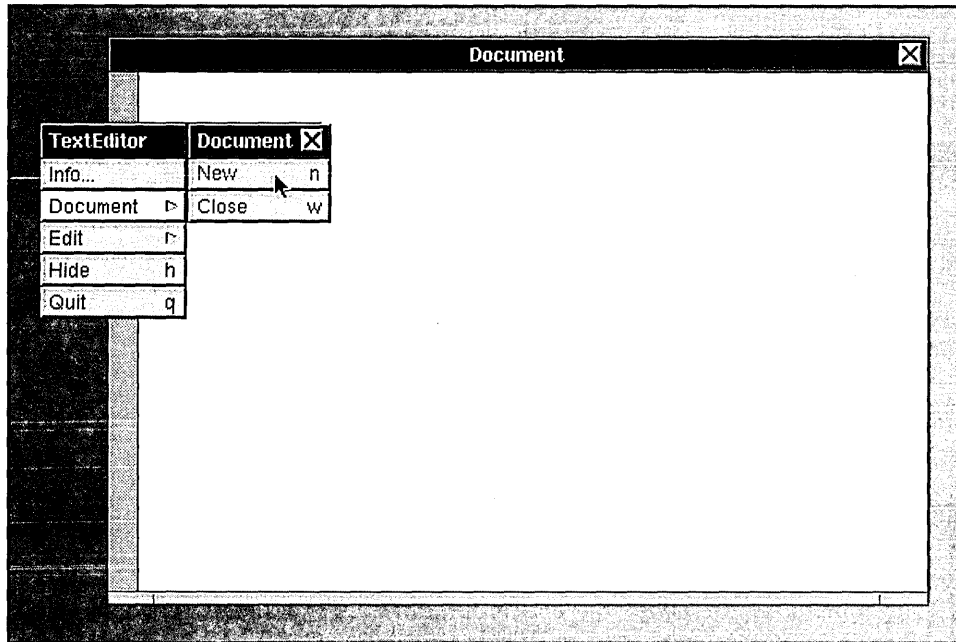 Document
TextEditor
Info...
Document
Edit
Hide h
Quit q
Document
New n
Close w